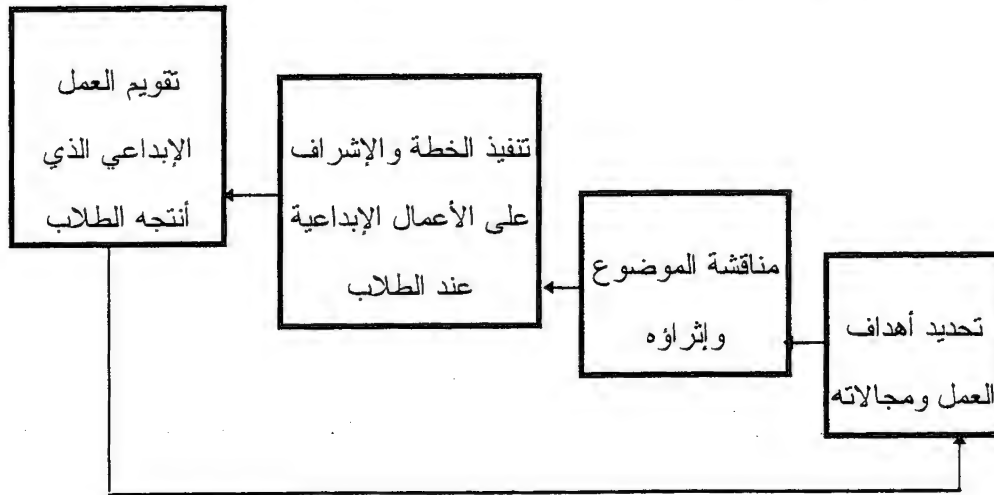 تحديد أهداف
العمل ومجالاته
مناقشة الموضوع
وإثراؤه
تنفيذ الخطة والإشراف
على الأعمال الإبداعية
عند الطلاب
تقويم العمل
الإبداعي الذي
أنتجه الطلاب